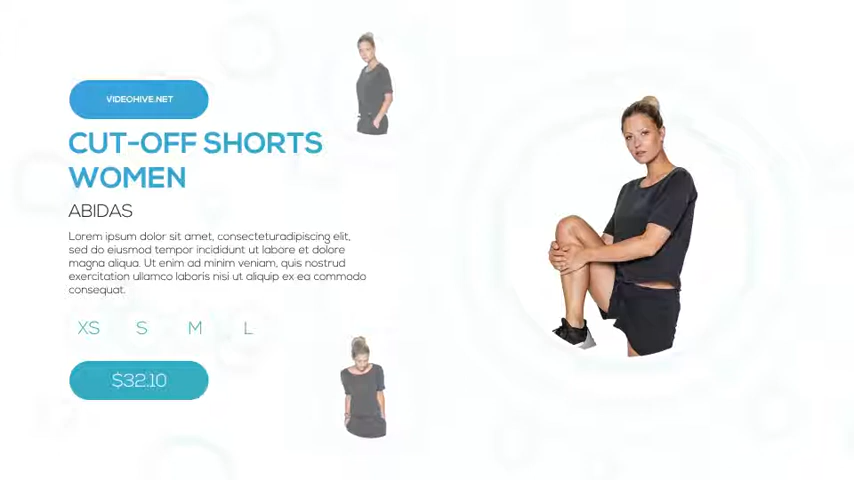 VIDEOHIVE.NET
CUT-OFF SHORTS
WOMEN
ABIDAS
Lorem ipsum dolor sit amet, consecteturadipiscing elit,
sed do eiusmod tempor incididunt ut labore et dolore
magna aliqua. Ut enim ad minim veniam, quis nostrud
exercitation ullamco laboris nisi ut aliquip ex ea commodo
consequat.
XS S M L
$32.10